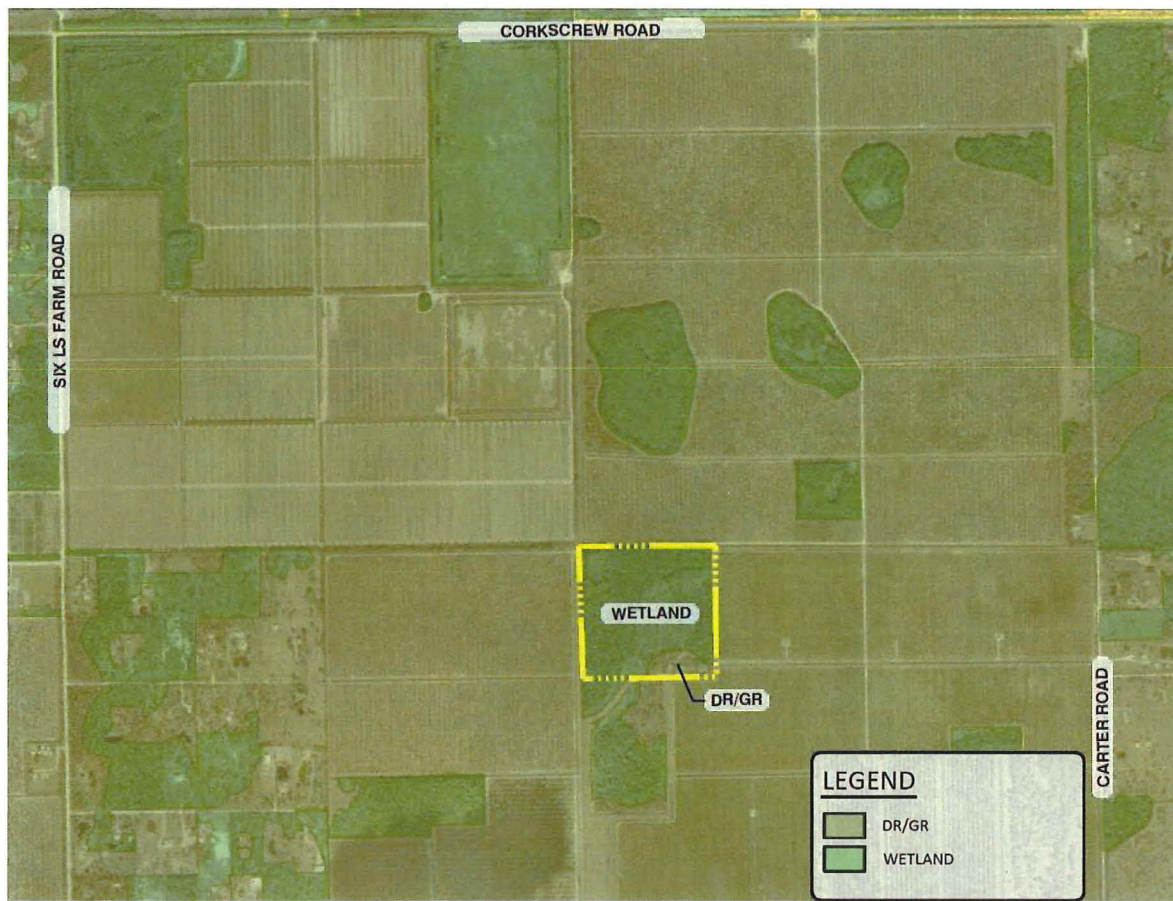 CORKSCREW ROAD
SIX LS FARM ROAD
WETLAND
DR/GR
CARTER ROAD
LEGEND
DR/GR
WETLAND